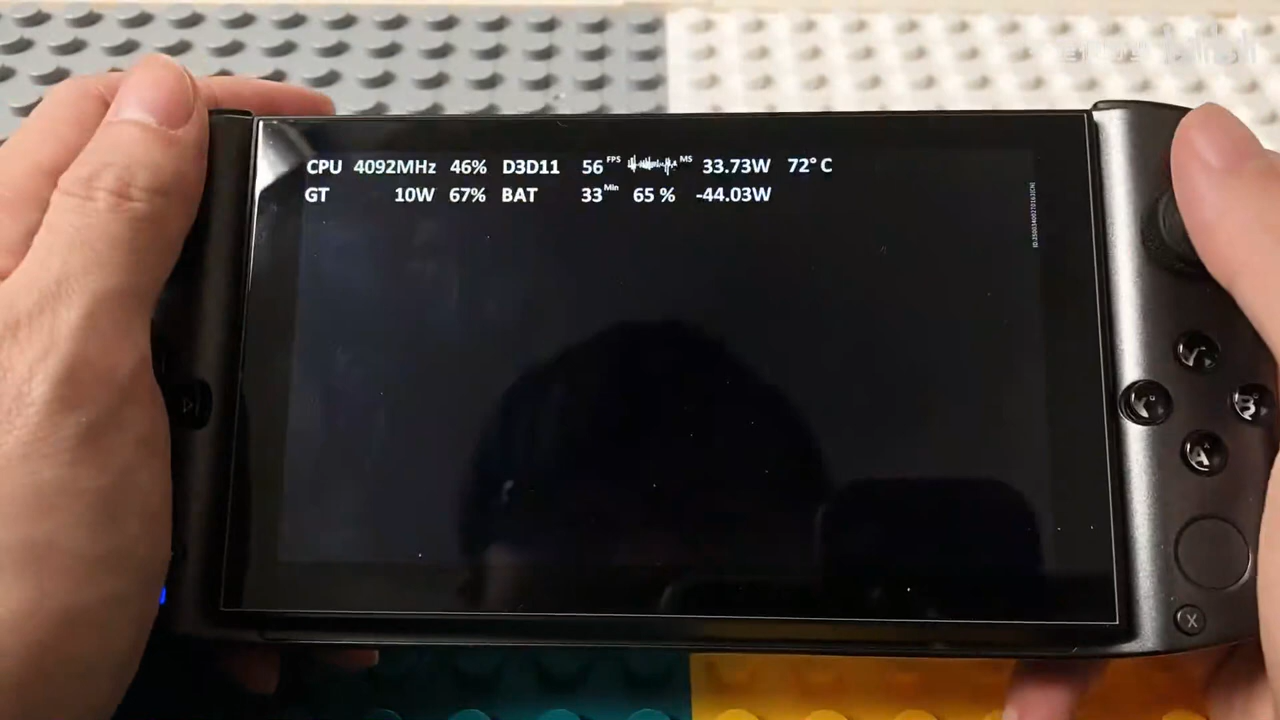 CPU 4092MHz 46% D3D11 56 FPS MS 33.73W 72°C
GT 10W 67% BAT 33 Min 65 % -44.03W
Y
B
A
X